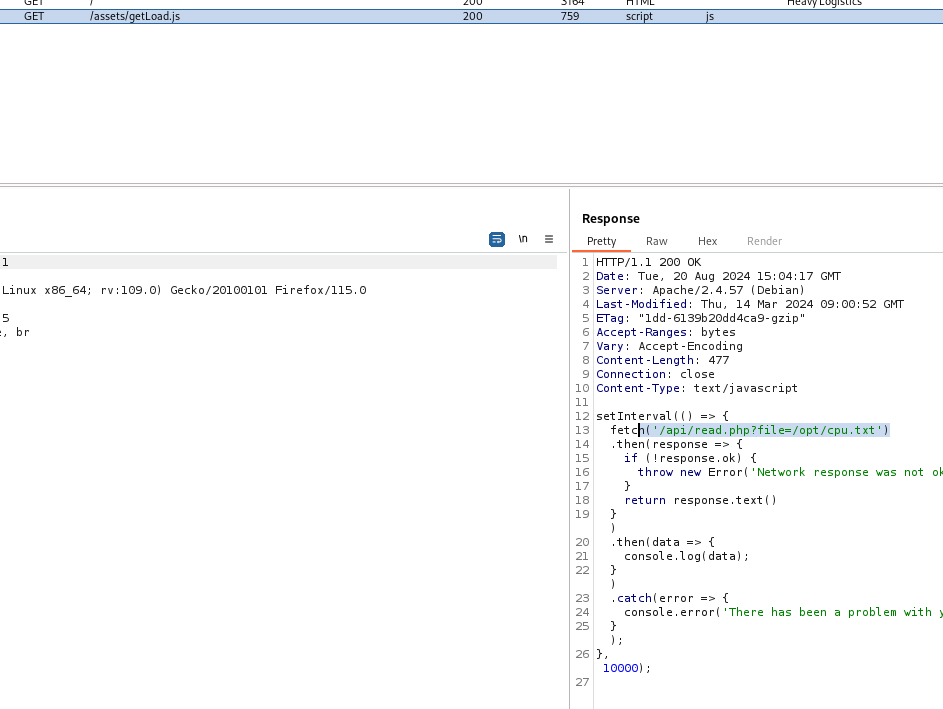 GET / 200 3164 HTML HeavyLogistics
GET /assets/getLoad.js 200 759 script js
Response
\n
Pretty Raw Hex Render
1
Linux x86_64; rv:109.0) Gecko/20100101 Firefox/115.0
5
, br
1 HTTP/1.1 200 OK
2 Date: Tue, 20 Aug 2024 15:04:17 GMT
3 Server: Apache/2.4.57 (Debian)
4 Last-Modified: Thu, 14 Mar 2024 09:00:52 GMT
5 ETag: "1dd-6139b20dd4ca9-gzip"
6 Accept-Ranges: bytes
7 Vary: Accept-Encoding
8 Content-Length: 477
9 Connection: close
10 Content-Type: text/javascript
11
12 setInterval(() => {
13 fetch('/api/read.php?file=/opt/cpu.txt')
14 .then(response => {
15 if (!response.ok) {
16 throw new Error('Network response was not ok
17 }
18 return response.text()
19 }
)
20 .then(data => {
21 console.log(data);
22 }
)
23 .catch(error => {
24 console.error('There has been a problem with y
25 }
);
26 },
10000);
27